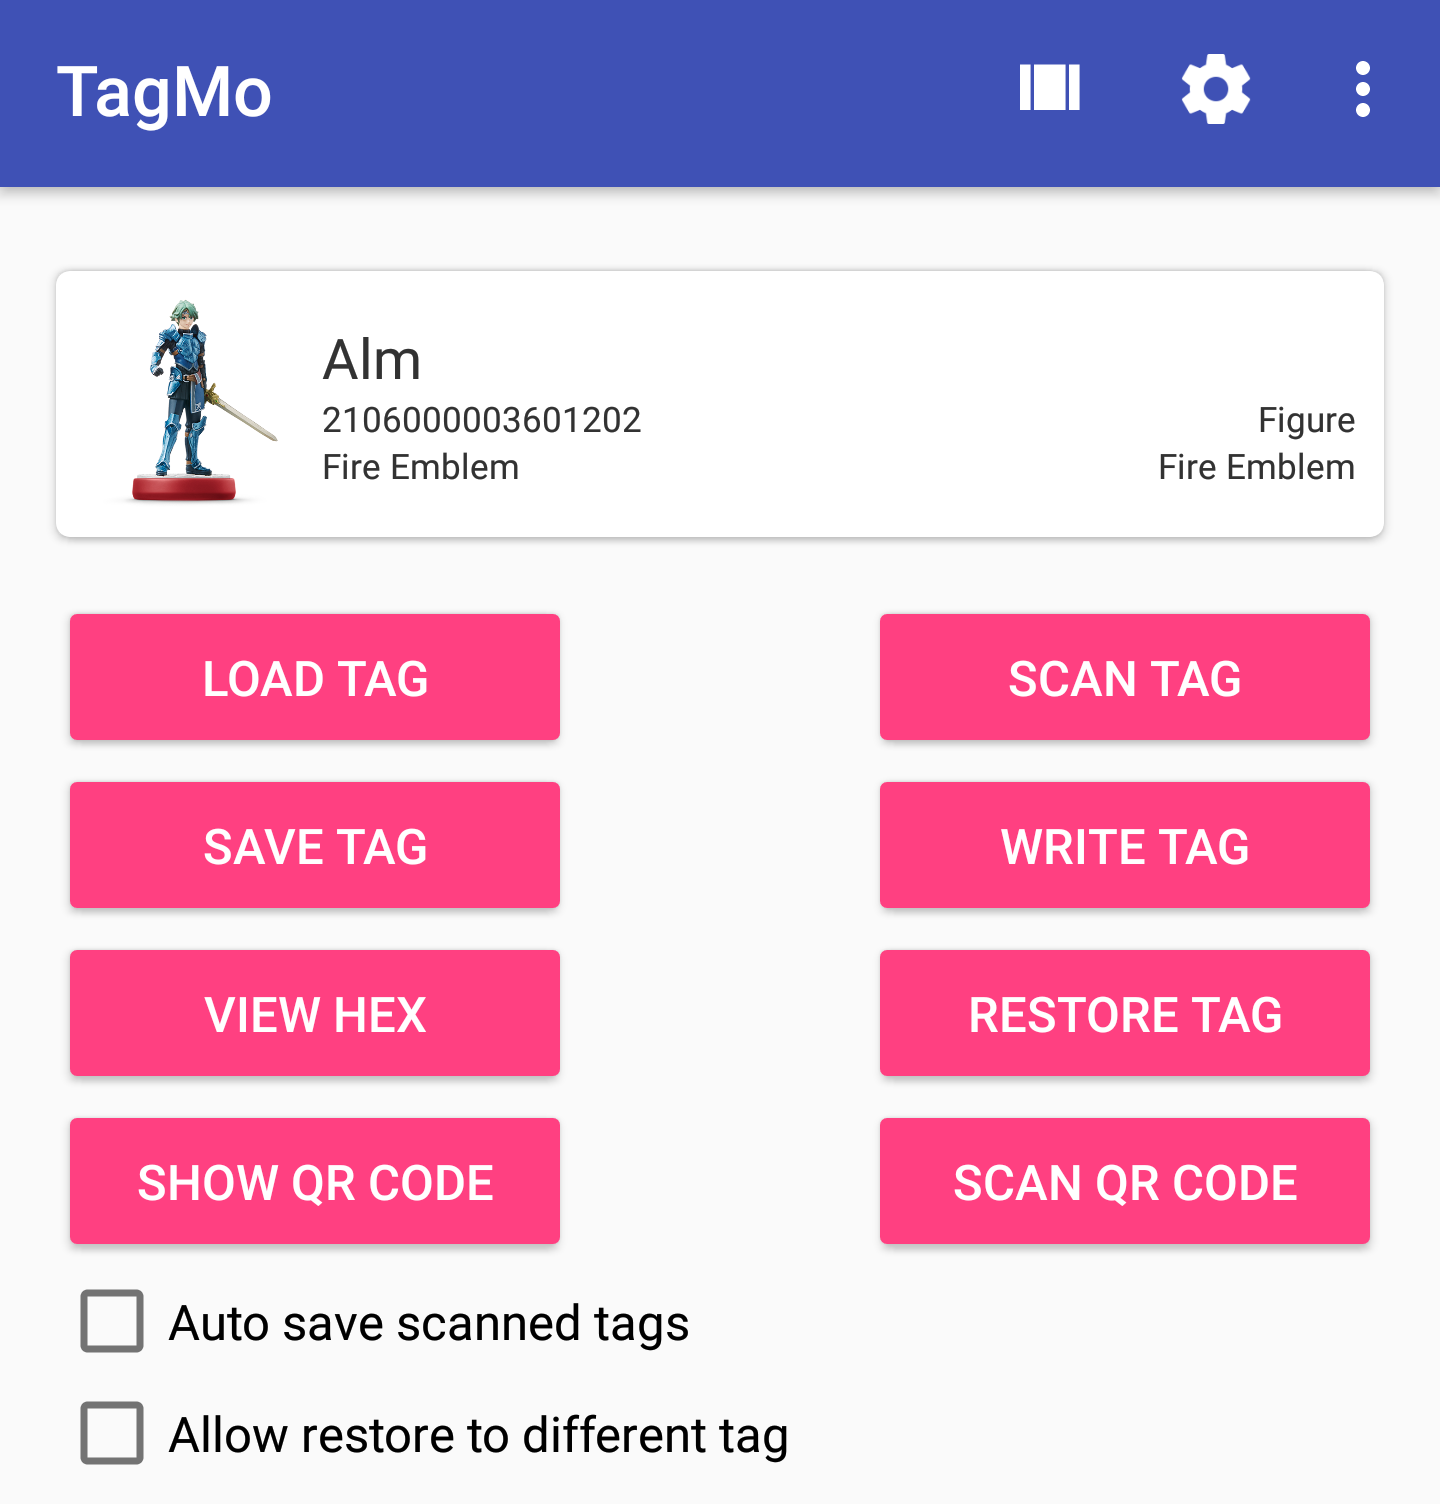 TagMo
Alm
2106000003601202
Figure
Fire Emblem
Fire Emblem
LOAD TAG
SCAN TAG
SAVE TAG
WRITE TAG
VIEW HEX
RESTORE TAG
SHOW QR CODE
SCAN QR CODE
Auto save scanned tags
Allow restore to different tag